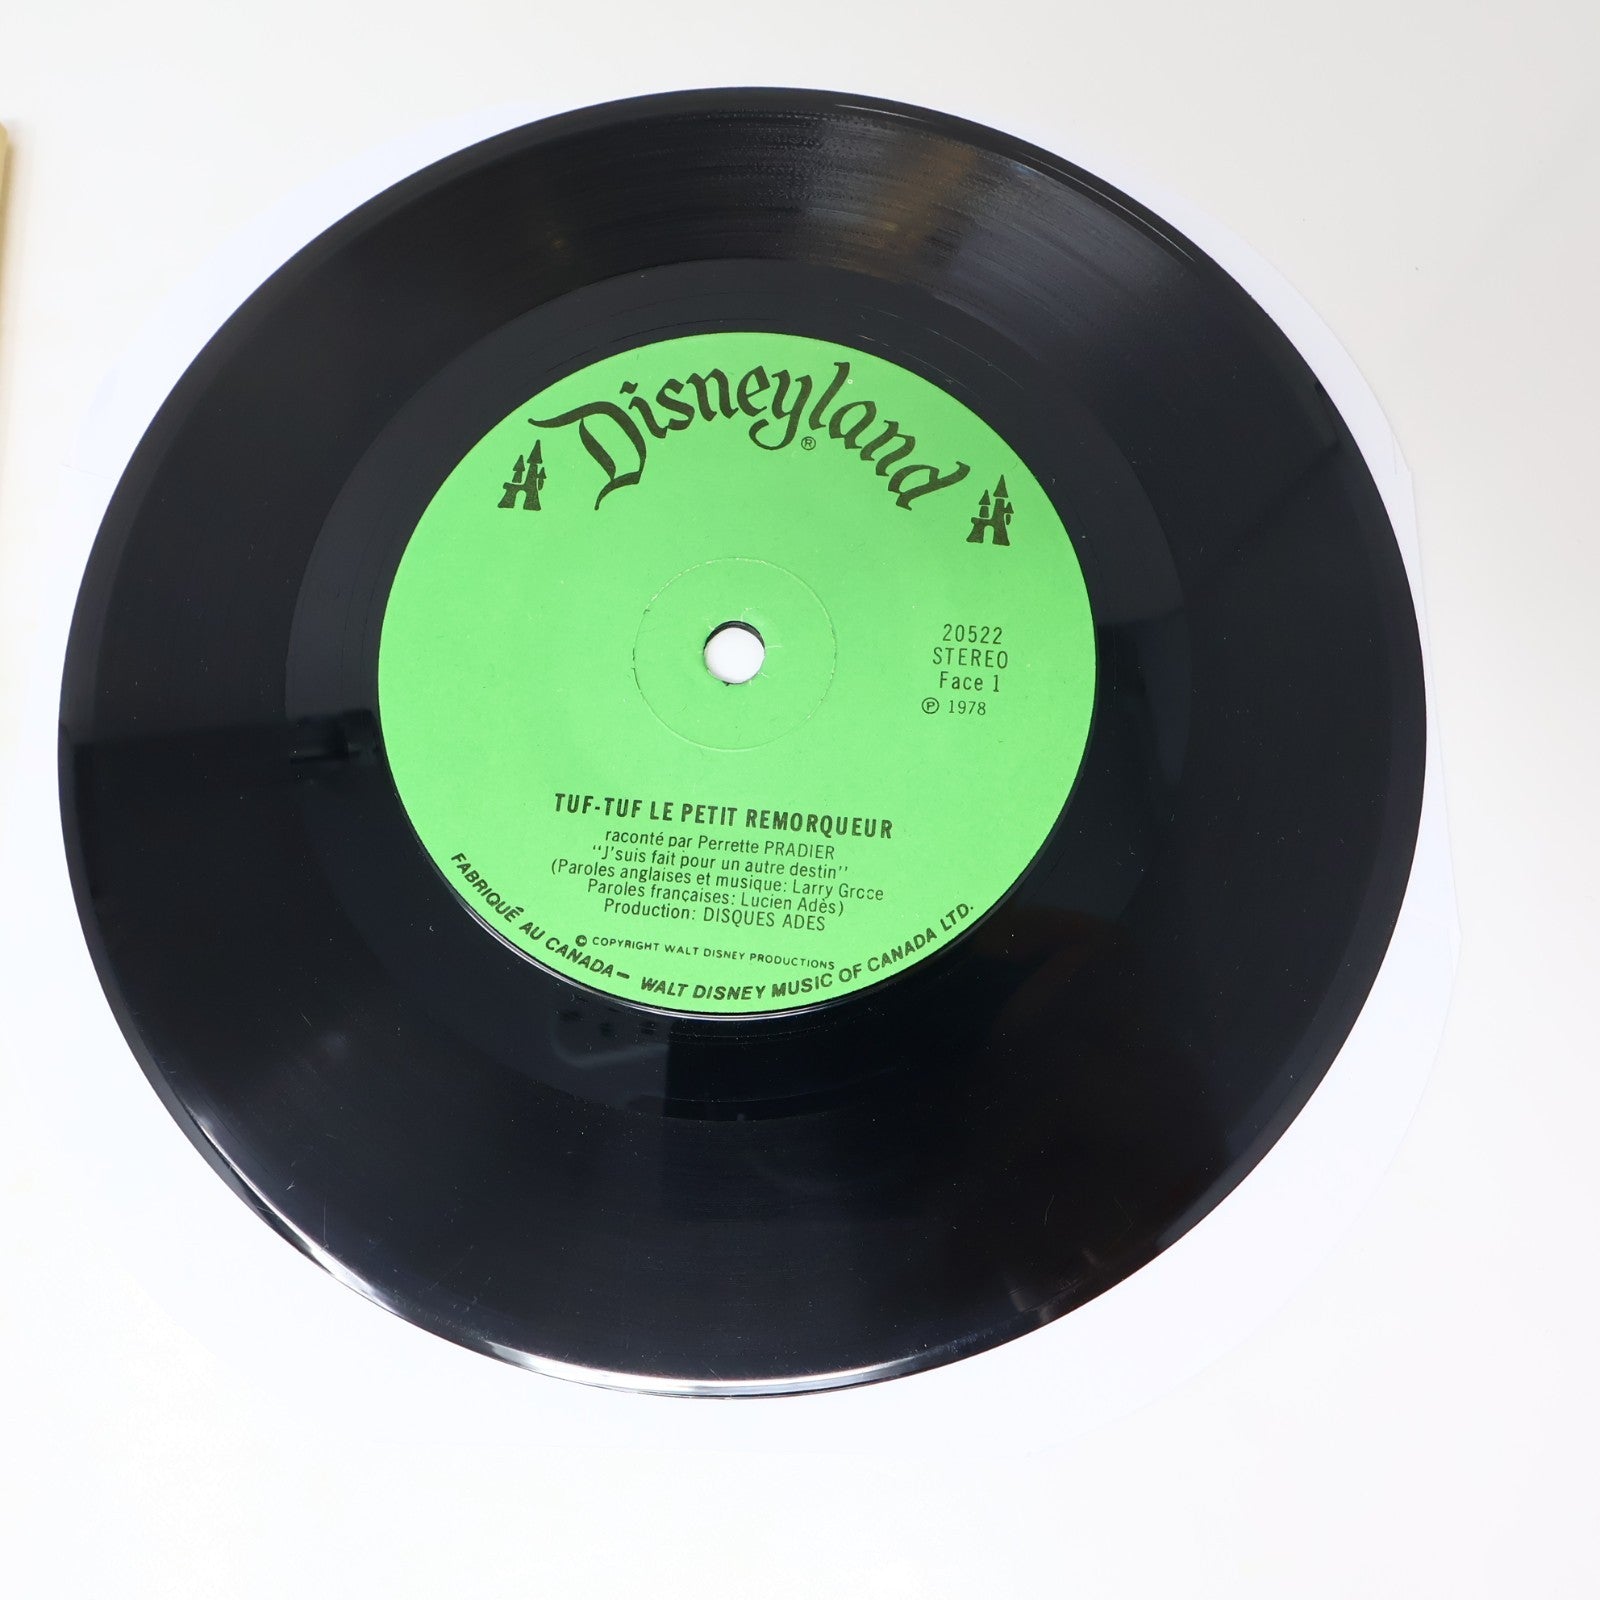 Disneyland®
20522
STEREO
Face 1
℗ 1978
TUF-TUF LE PETIT REMORQUEUR
raconté par Perrette PRADIER
"J'suis fait pour un autre destin"
(Paroles anglaises et musique: Larry Groce
Paroles françaises: Lucien Adès)
Production: DISQUES ADES
© COPYRIGHT WALT DISNEY PRODUCTIONS
FABRIQUÉ AU CANADA— WALT DISNEY MUSIC OF CANADA LTD.